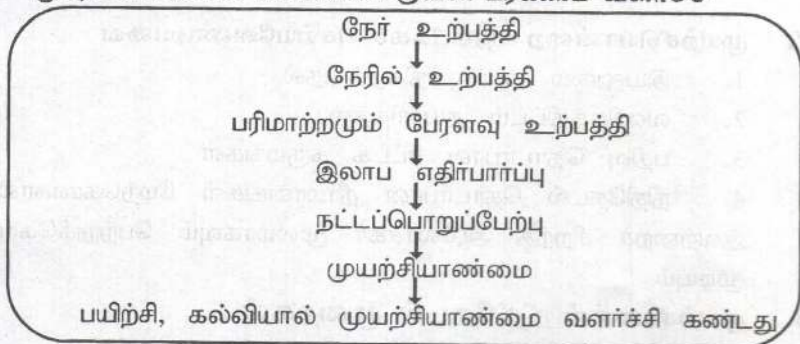 நேர் உற்பத்தி
நேரில் உற்பத்தி
பரிமாற்றமும் பேரளவு உற்பத்தி
இலாப எதிர்பார்ப்பு
நட்டப்பொறுப்பேற்பு
முயற்சியாண்மை
பயிற்சி, கல்வியால் முயற்சியாண்மை வளர்ச்சி கண்டது